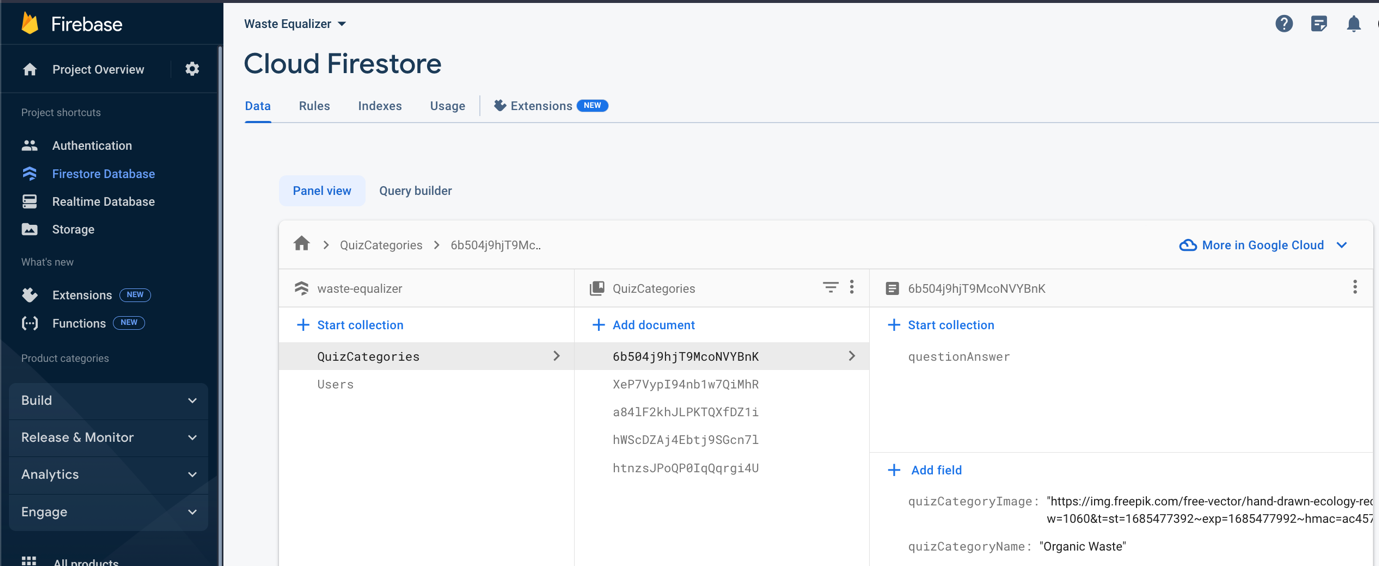 Firebase
Project Overview
Project shortcuts
Authentication
Firestore Database
Realtime Database
Storage
What's new
Extensions NEW
Functions NEW
Product categories
Build
Release & Monitor
Analytics
Engage
All products
Waste Equalizer
Cloud Firestore
Data Rules Indexes Usage Extensions NEW
Panel view Query builder
QuizCategories 6b504j9hjT9Mc..
More in Google Cloud
waste-equalizer
Start collection
QuizCategories
Users
QuizCategories
Add document
6b504j9hjT9McoNVYBnK
XeP7VypI94nb1w7QiMhR
a84lF2khJLPKTQXfDZ1i
hWScDZAj4Ebtj9SGcn7l
htnzsJPoQP0IqQqrgi4U
6b504j9hjT9McoNVYBnK
Start collection
questionAnswer
Add field
quizCategoryImage: "https://img.freepik.com/free-vector/hand-drawn-ecology-rec
w=1060&t=st=1685477392~exp=1685477992~hmac=ac457
quizCategoryName: "Organic Waste"